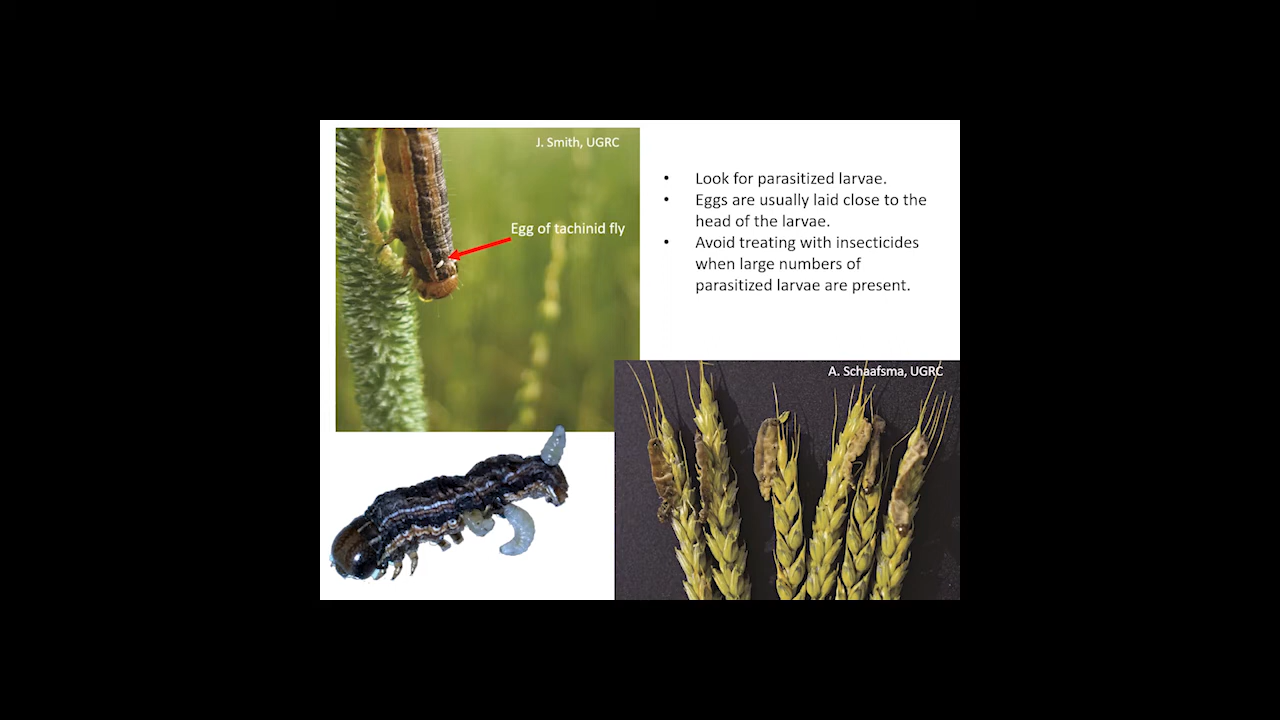 J. Smith, UGRC
Egg of tachinid fly
• Look for parasitized larvae.
• Eggs are usually laid close to the
head of the larvae.
• Avoid treating with insecticides
when large numbers of
parasitized larvae are present.
A. Schaafsma, UGRC